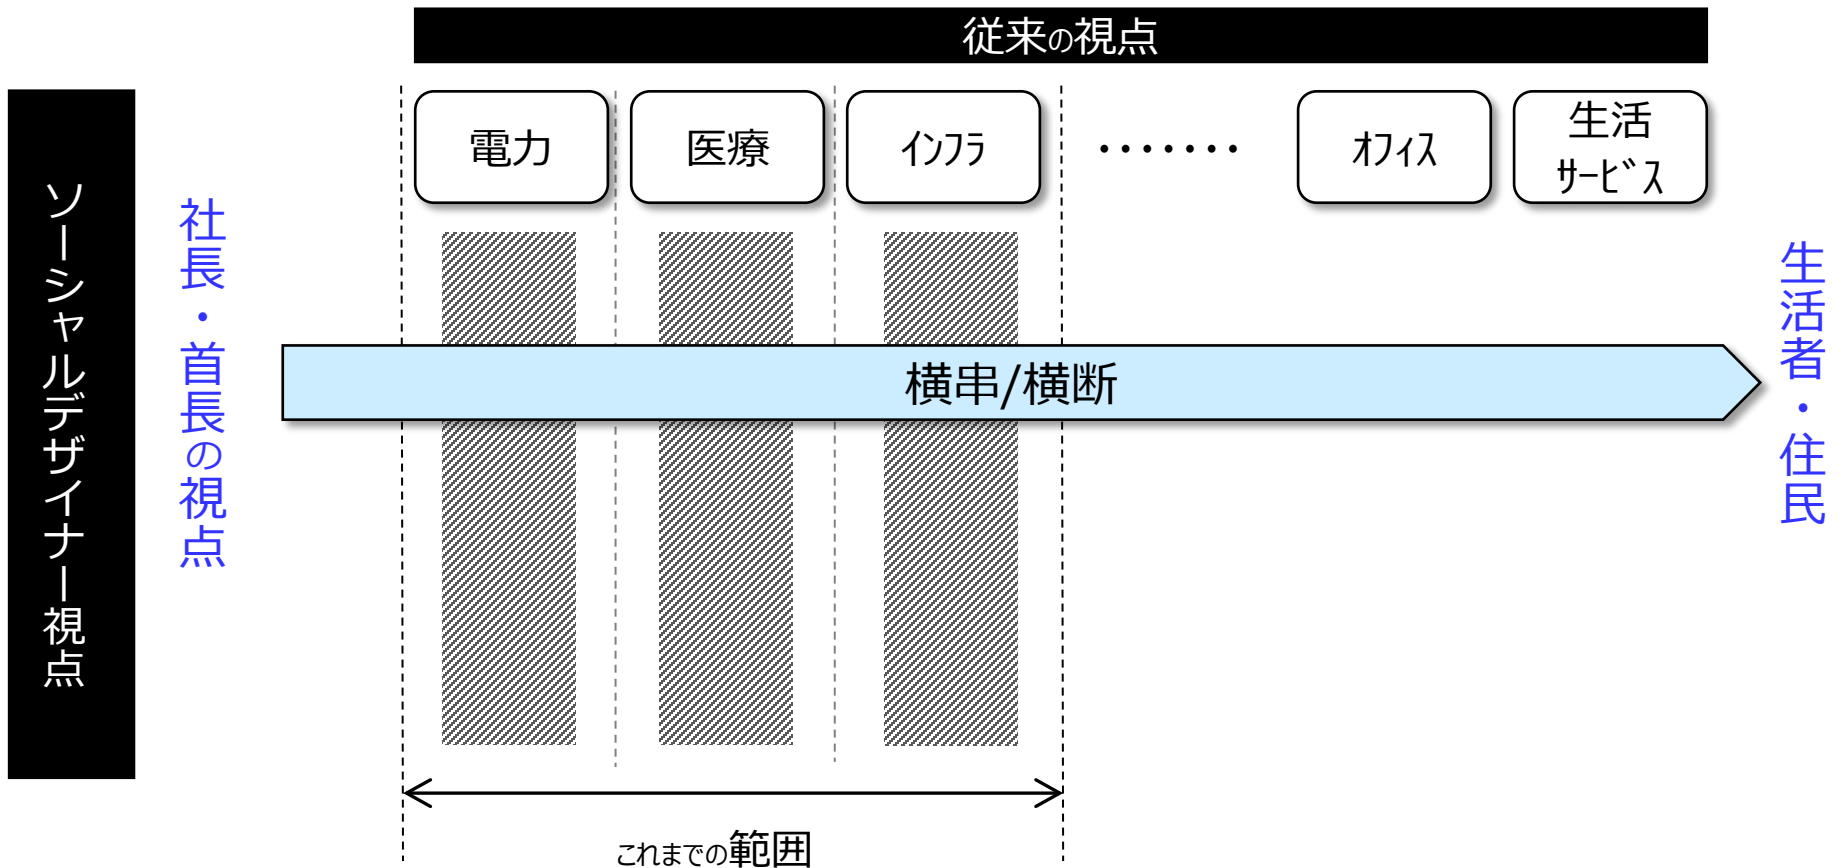 従来の視点
電力
医療
ｲﾝﾌﾗ
・・・・・・・
ｵﾌｨｽ
生活
ｻｰﾋﾞｽ
ソーシャルデザイナー視点
社長・首長の視点
横串/横断
生活者・住民
これまでの範囲